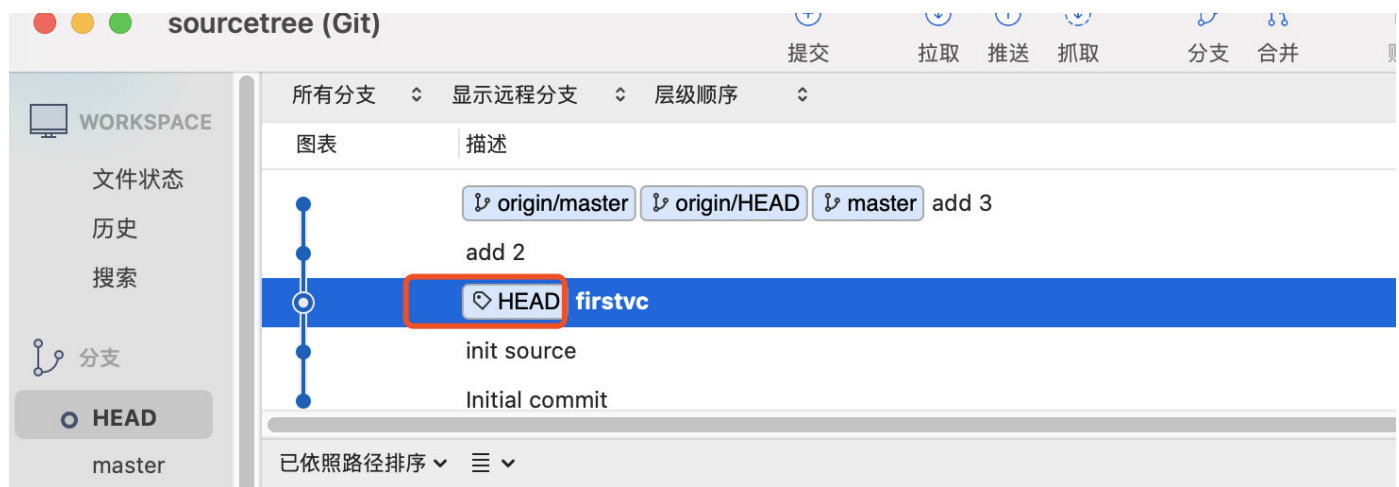 sourcetree (Git)
提交 拉取 推送 抓取 分支 合并
WORKSPACE
文件状态
历史
搜索
分支
HEAD
master
所有分支 显示远程分支 层级顺序
图表 描述
origin/master origin/HEAD master add 3
add 2
HEAD firstvc
init source
Initial commit
已依照路径排序